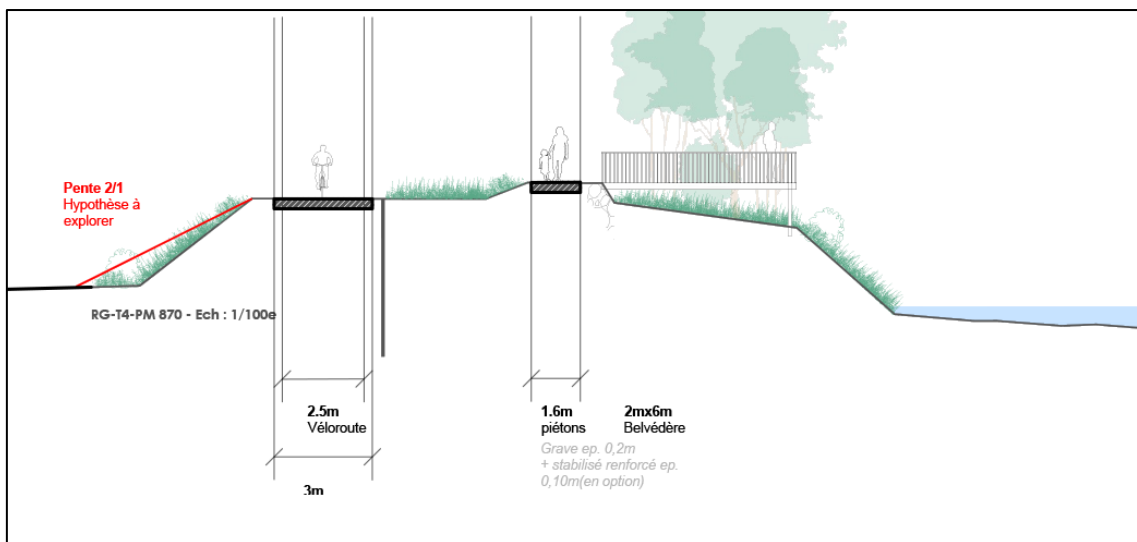 Pente 2/1
Hypothèse à
explorer
RG-T4-PM 870 - Ech : 1/100e
2.5m
Véloroute
3m
1.6m
piétons
Grave ep. 0,2m
+ stabilisé renforcé ep.
0,10m(en option)
2mx6m
Belvédère